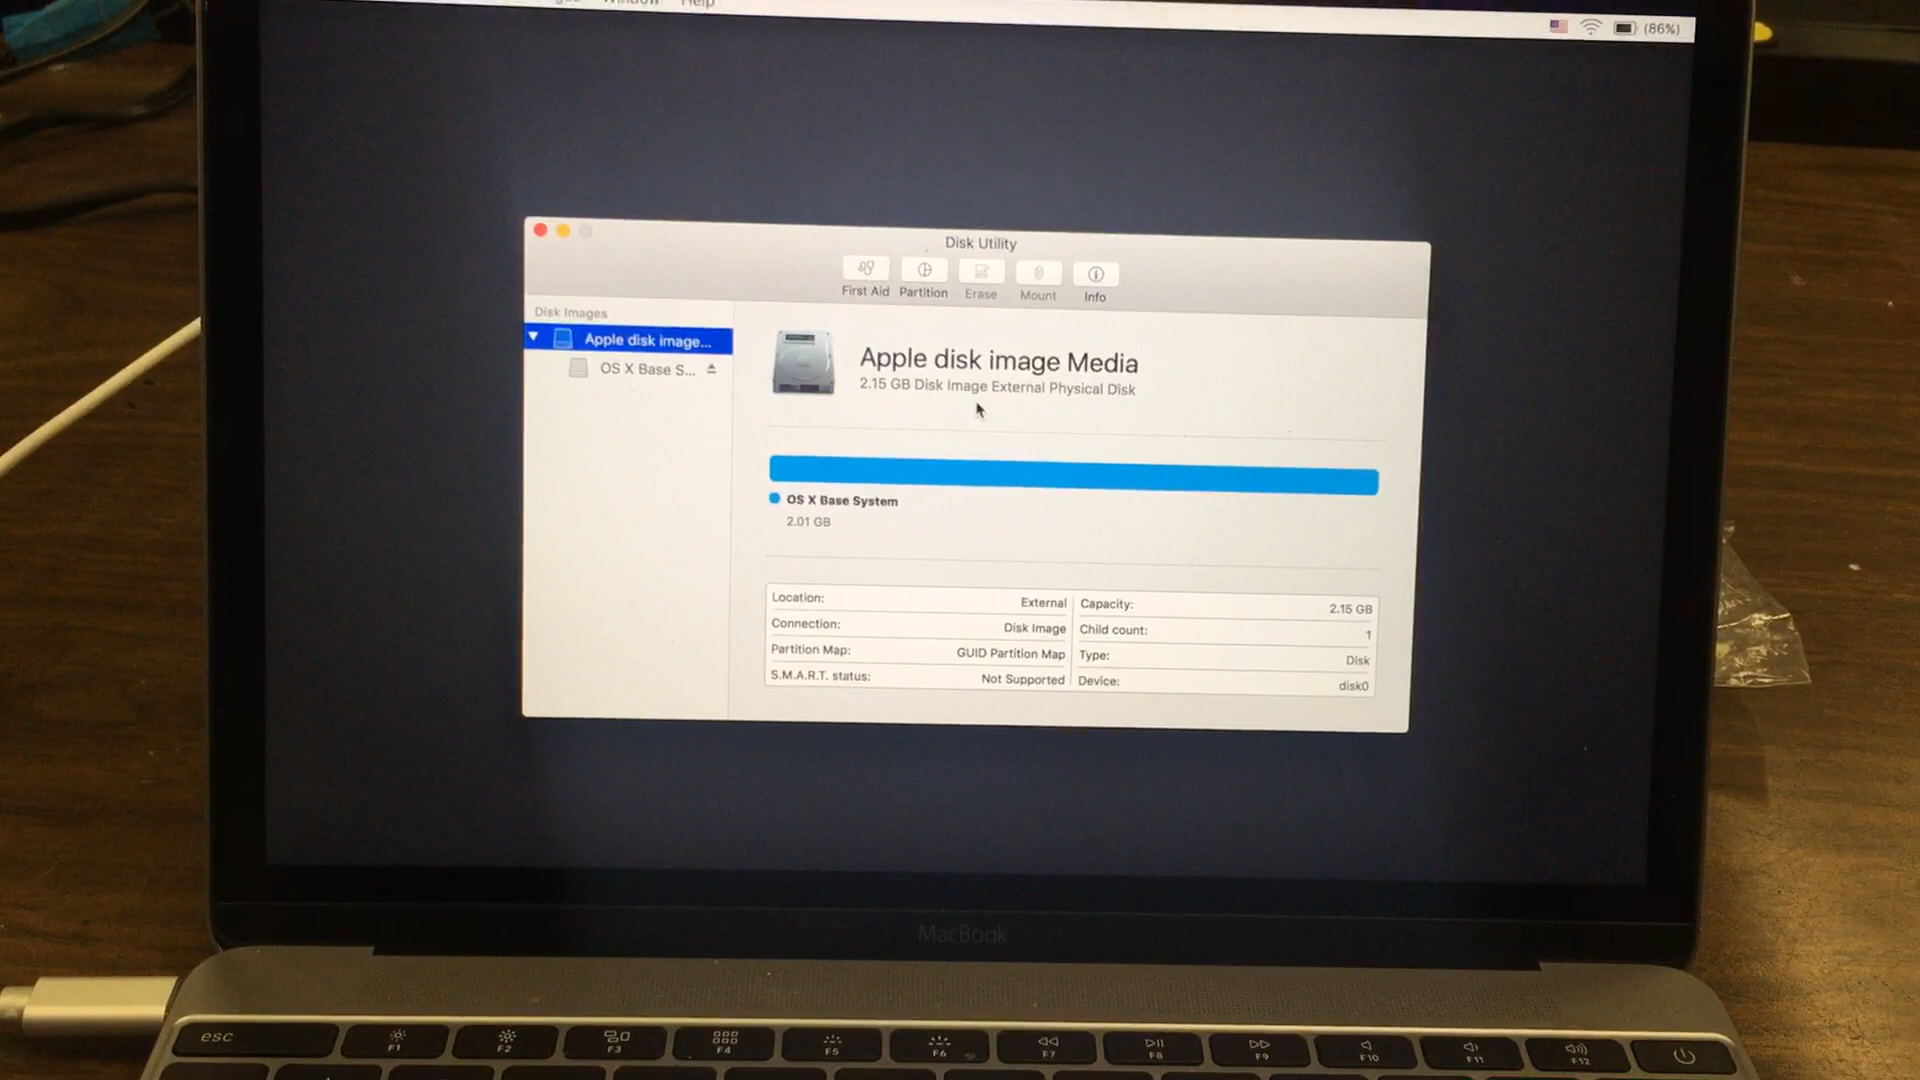 Window Help
(86%)
Disk Utility
First Aid Partition Erase Mount Info
Disk Images
Apple disk image...
OS X Base S...
Apple disk image Media
2.15 GB Disk Image External Physical Disk
OS X Base System
2.01 GB
Location: External Capacity: 2.15 GB
Connection: Disk Image Child count: 1
Partition Map: GUID Partition Map Type: Disk
S.M.A.R.T. status: Not Supported Device: disk0
MacBook
esc F1 F2 F3 F4 F5 F6 F7 F8 F9 F10 F11 F12